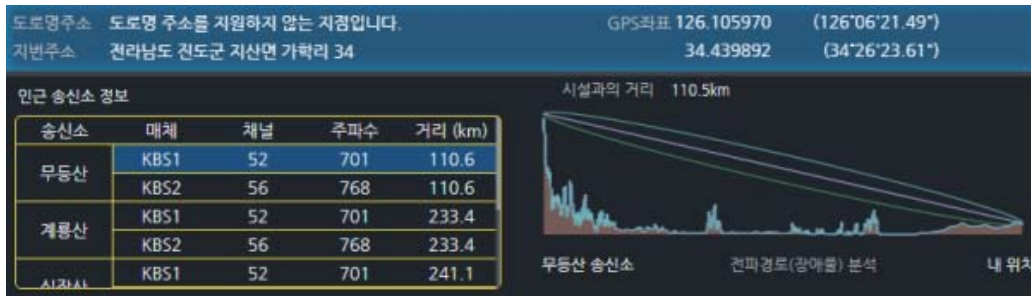 도로명주소 도로명 주소를 지원하지 않는 지점입니다. GPS좌표 126.105970 (126°06'21.49")
지번주소 전라남도 진도군 지산면 가학리 34 34.439892 (34°26'23.61")
인근 송신소 정보
시설과의 거리 110.5km
송신소 매체 채널 주파수 거리 (km)
무등산 KBS1 52 701 110.6
KBS2 56 768 110.6
계룡산 KBS1 52 701 233.4
KBS2 56 768 233.4
KBS1 52 701 241.1
무등산 송신소 전파경로(장애물) 분석 내 위치